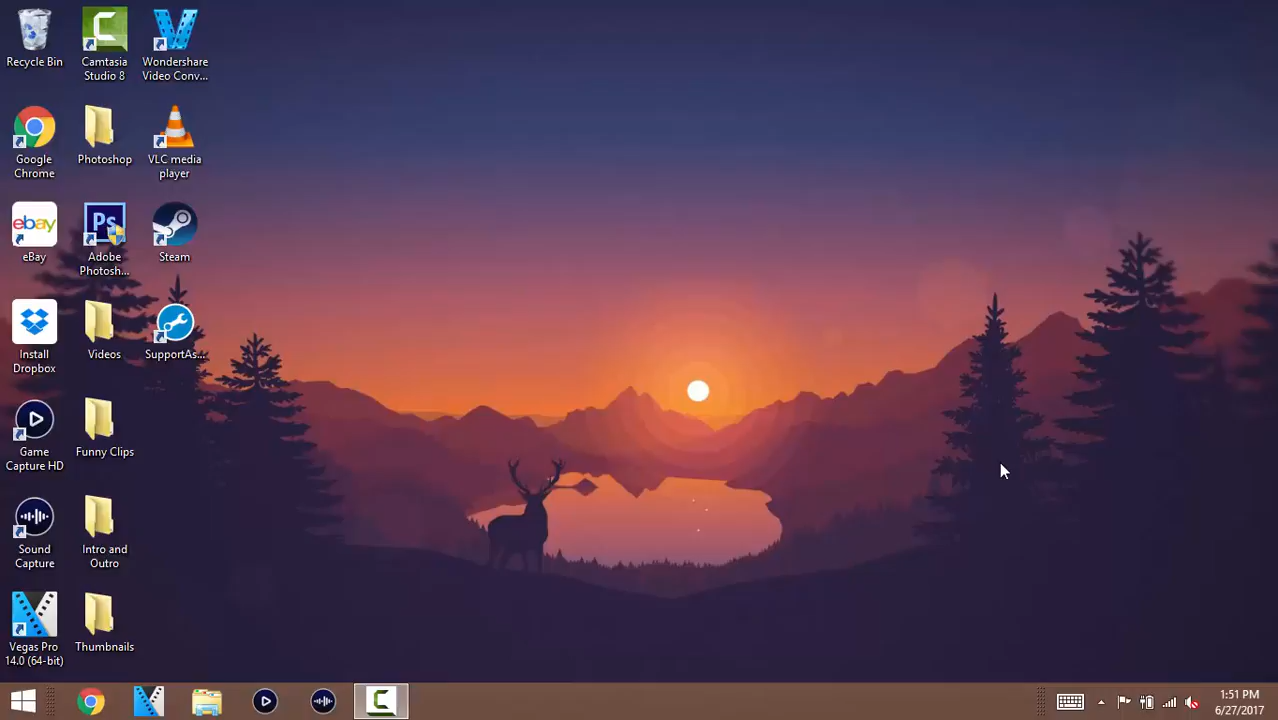 Recycle Bin
Camtasia
Studio 8
Wondershare
Video Conv...
Google
Chrome
Photoshop
VLC media
player
ebay
eBay
Ps
Adobe
Photosh...
Steam
Install
Dropbox
Videos
SupportAs...
Game
Capture HD
Funny Clips
Sound
Capture
Intro and
Outro
Vegas Pro
14.0 (64-bit)
Thumbnails
1:51 PM
6/27/2017